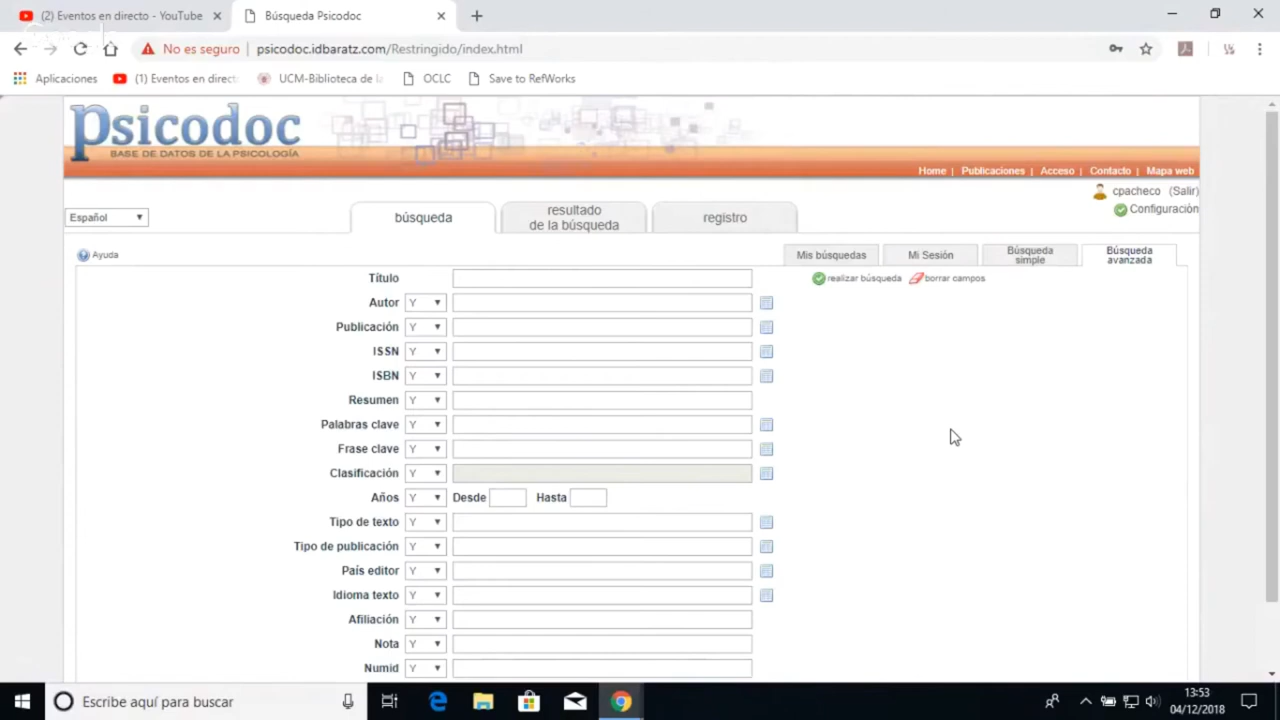 (2) Eventos en directo - YouTube
Búsqueda Psicodoc
No es seguro
psicodoc.idbaratz.com/Restringido/index.html
Aplicaciones
(1) Eventos en direct
UCM-Biblioteca de la
OCLC
Save to RefWorks
psicodoc
BASE DE DATOS DE LA PSICOLOGÍA
Home | Publicaciones | Acceso | Contacto | Mapa web
cpacheco (Salir)
Configuración
Español
búsqueda
resultado
de la búsqueda
registro
Ayuda
Mis búsquedas
Mi Sesión
Búsqueda
simple
Búsqueda
avanzada
Título
realizar búsqueda
borrar campos
Autor Y
Publicación Y
ISSN Y
ISBN Y
Resumen Y
Palabras clave Y
Frase clave Y
Clasificación Y
Años Y Desde Hasta
Tipo de texto Y
Tipo de publicación Y
País editor Y
Idioma texto Y
Afiliación Y
Nota Y
Numid Y
Escribe aquí para buscar
13:53
04/12/2018